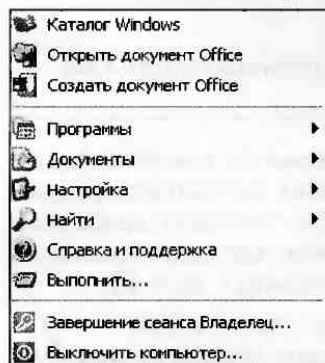 Каталог Windows
Открыть документ Office
Создать документ Office
Программы
Документы
Настройка
Найти
Справка и поддержка
Выполнить...
Завершение сеанса Владелец...
Выключить компьютер...